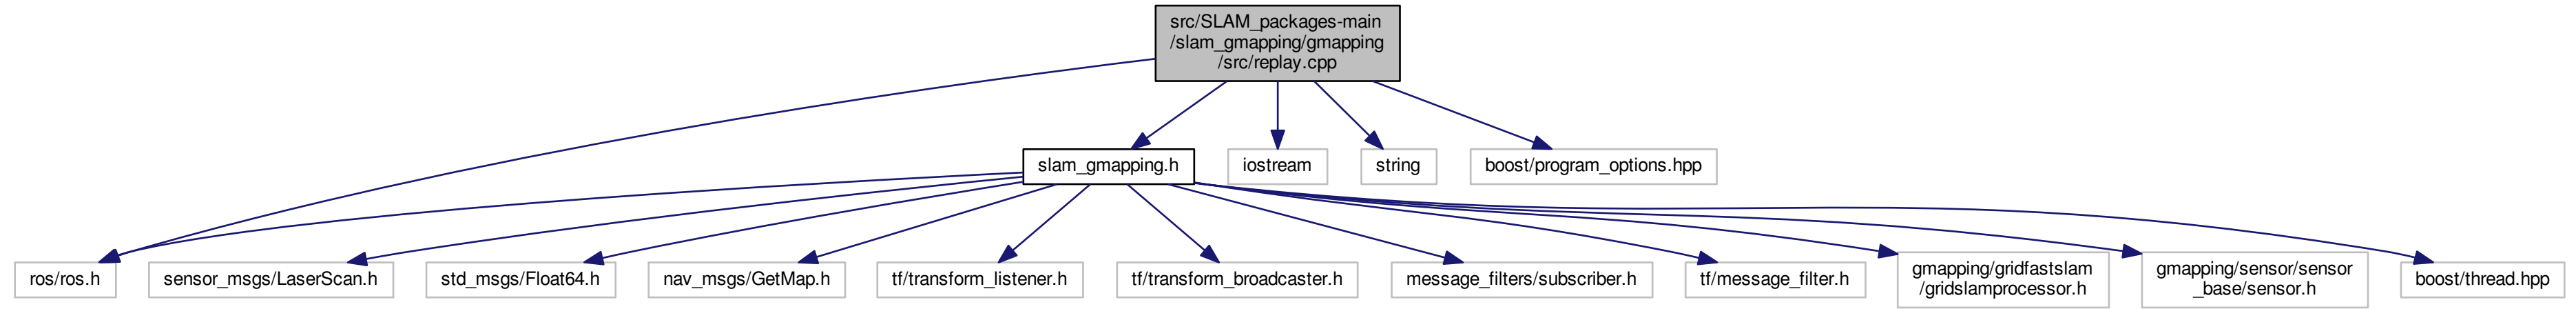 src/SLAM_packages-main
/slam_gmapping/gmapping
/src/replay.cpp
slam_gmapping.h
iostream
string
boost/program_options.hpp
ros/ros.h
sensor_msgs/LaserScan.h
std_msgs/Float64.h
nav_msgs/GetMap.h
tf/transform_listener.h
tf/transform_broadcaster.h
message_filters/subscriber.h
tf/message_filter.h
gmapping/gridfastslam
/gridslamprocessor.h
gmapping/sensor/sensor
_base/sensor.h
boost/thread.hpp